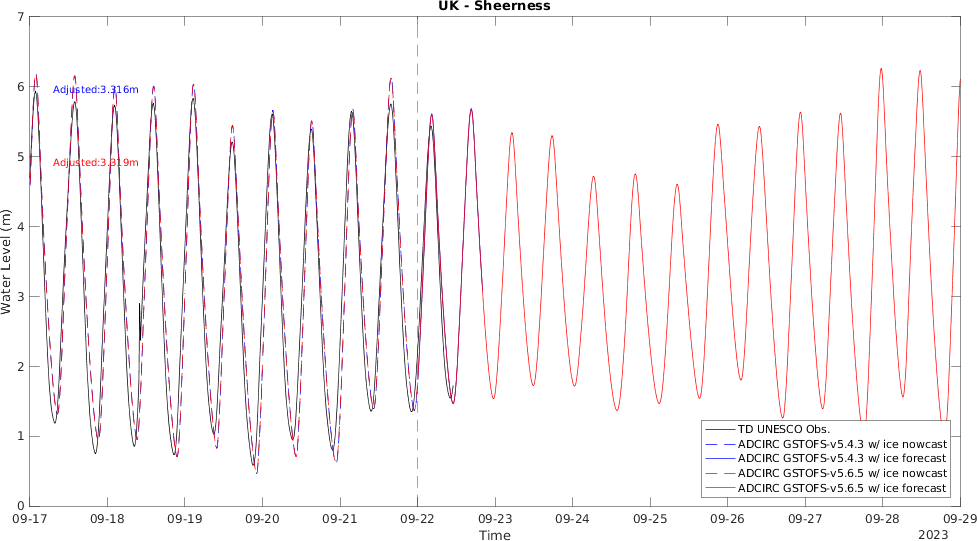 UK - Sheerness
7
6
5
4
3
2
1
0
Water Level (m)
Adjusted:3.316m
Adjusted:3.319m
TD UNESCO Obs.
ADCIRC GSTOFS-v5.4.3 w/ ice nowcast
ADCIRC GSTOFS-v5.4.3 w/ ice forecast
ADCIRC GSTOFS-v5.6.5 w/ ice nowcast
ADCIRC GSTOFS-v5.6.5 w/ ice forecast
09-17 09-18 09-19 09-20 09-21 09-22 09-23 09-24 09-25 09-26 09-27 09-28 09-29
Time
2023